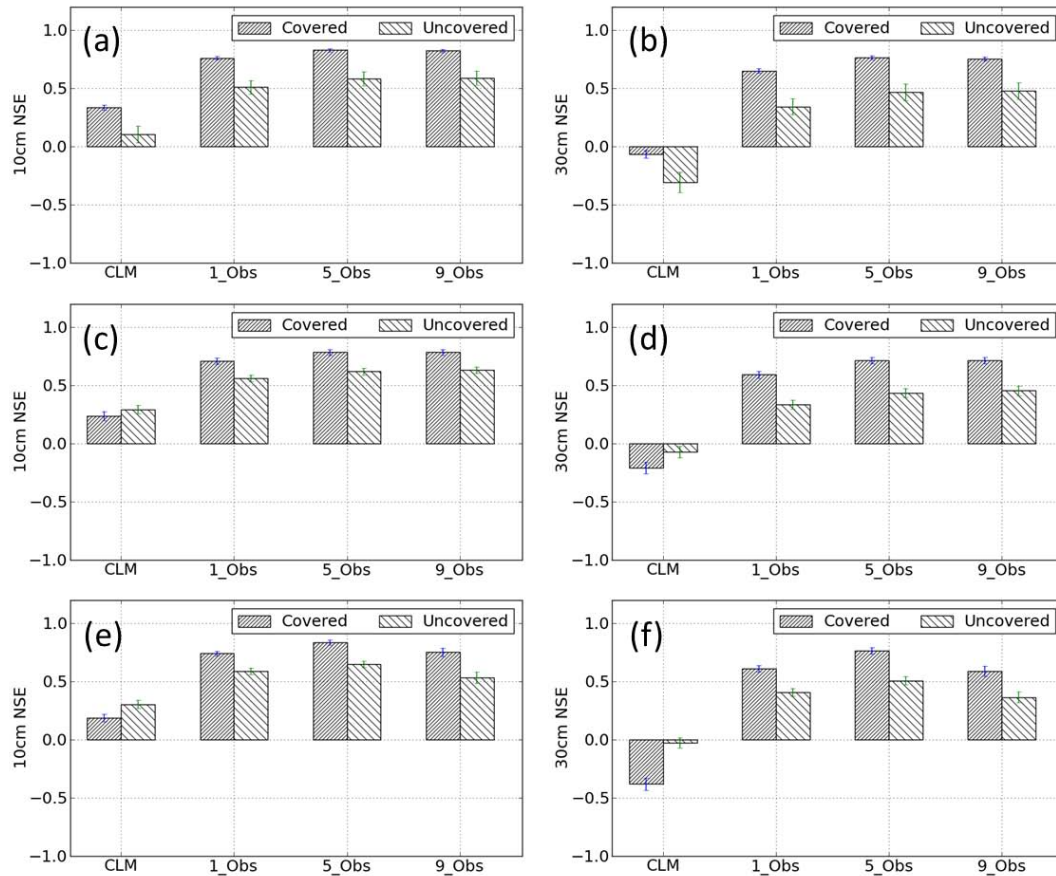 (a)
Covered Uncovered
10cm NSE
1.0
0.5
0.0
−0.5
−1.0
CLM 1_Obs 5_Obs 9_Obs
(b)
Covered Uncovered
30cm NSE
1.0
0.5
0.0
−0.5
−1.0
CLM 1_Obs 5_Obs 9_Obs
(c)
Covered Uncovered
10cm NSE
1.0
0.5
0.0
−0.5
−1.0
CLM 1_Obs 5_Obs 9_Obs
(d)
Covered Uncovered
30cm NSE
1.0
0.5
0.0
−0.5
−1.0
CLM 1_Obs 5_Obs 9_Obs
(e)
Covered Uncovered
10cm NSE
1.0
0.5
0.0
−0.5
−1.0
CLM 1_Obs 5_Obs 9_Obs
(f)
Covered Uncovered
30cm NSE
1.0
0.5
0.0
−0.5
−1.0
CLM 1_Obs 5_Obs 9_Obs